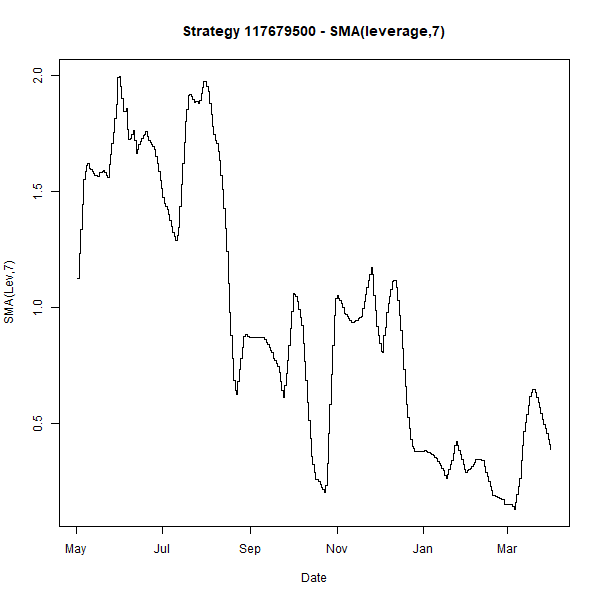 Strategy 117679500 - SMA(leverage,7)
SMA(Lev,7)
2.0
1.5
1.0
0.5
May Jul Sep Nov Jan Mar
Date